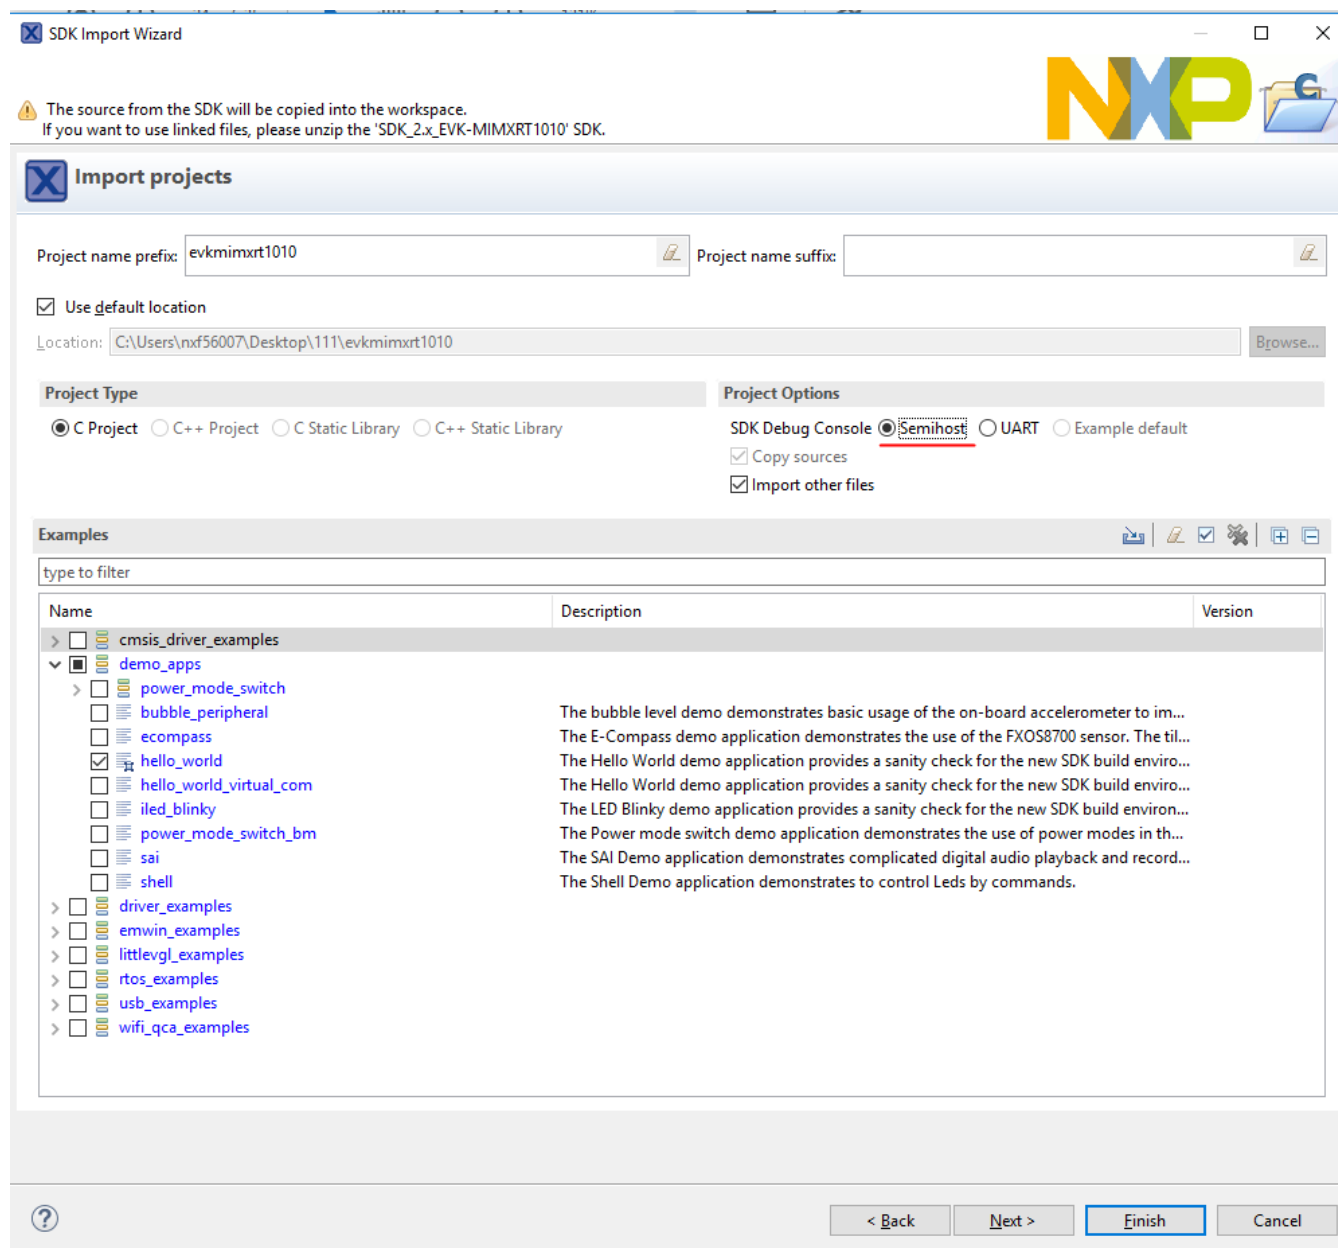 SDK Import Wizard
The source from the SDK will be copied into the workspace.
If you want to use linked files, please unzip the 'SDK_2.x_EVK-MIMXRT1010' SDK.
NXP
C
Import projects
Project name prefix: evkmimxrt1010 Project name suffix:
Use default location
Location: C:\Users\nxf56007\Desktop\111\evkmimxrt1010 Browse...
Project Type Project Options
C Project C++ Project C Static Library C++ Static Library SDK Debug Console Semihost UART Example default
Copy sources
Import other files
Examples
type to filter
Name Description Version
cmsis_driver_examples
demo_apps
power_mode_switch
bubble_peripheral The bubble level demo demonstrates basic usage of the on-board accelerometer to im...
ecompass The E-Compass demo application demonstrates the use of the FXOS8700 sensor. The til...
hello_world The Hello World demo application provides a sanity check for the new SDK build enviro...
hello_world_virtual_com The Hello World demo application provides a sanity check for the new SDK build enviro...
iled_blinky The LED Blinky demo application provides a sanity check for the new SDK build environ...
power_mode_switch_bm The Power mode switch demo application demonstrates the use of power modes in th...
sai The SAI Demo application demonstrates complicated digital audio playback and record...
shell The Shell Demo application demonstrates to control Leds by commands.
driver_examples
emwin_examples
littlevgl_examples
rtos_examples
usb_examples
wifi_qca_examples
? < Back Next > Finish Cancel